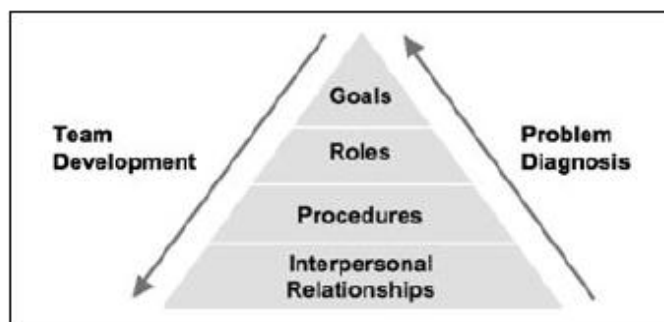 Goals
Team
Development
Roles
Problem
Diagnosis
Procedures
Interpersonal
Relationships